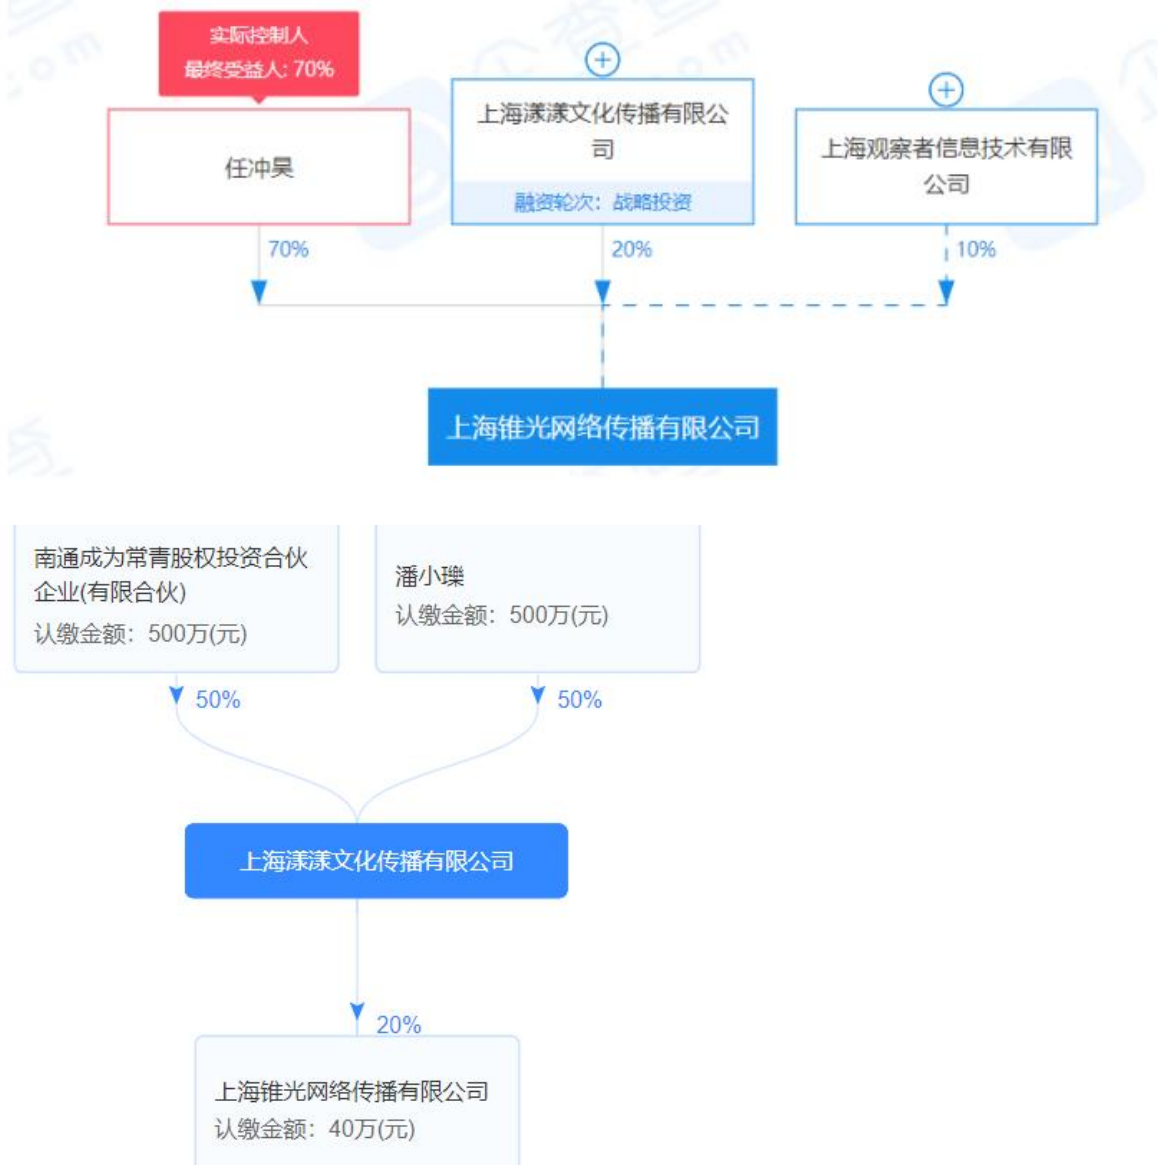 实际控制人
最终受益人: 70%
任冲昊
上海漾漾文化传播有限公
司
融资轮次：战略投资
上海观察者信息技术有限
公司
70%
20%
10%
上海锥光网络传播有限公司
南通成为常青股权投资合伙
企业(有限合伙)
认缴金额：500万(元)
潘小瓅
认缴金额：500万(元)
50%
50%
上海漾漾文化传播有限公司
20%
上海锥光网络传播有限公司
认缴金额：40万(元)